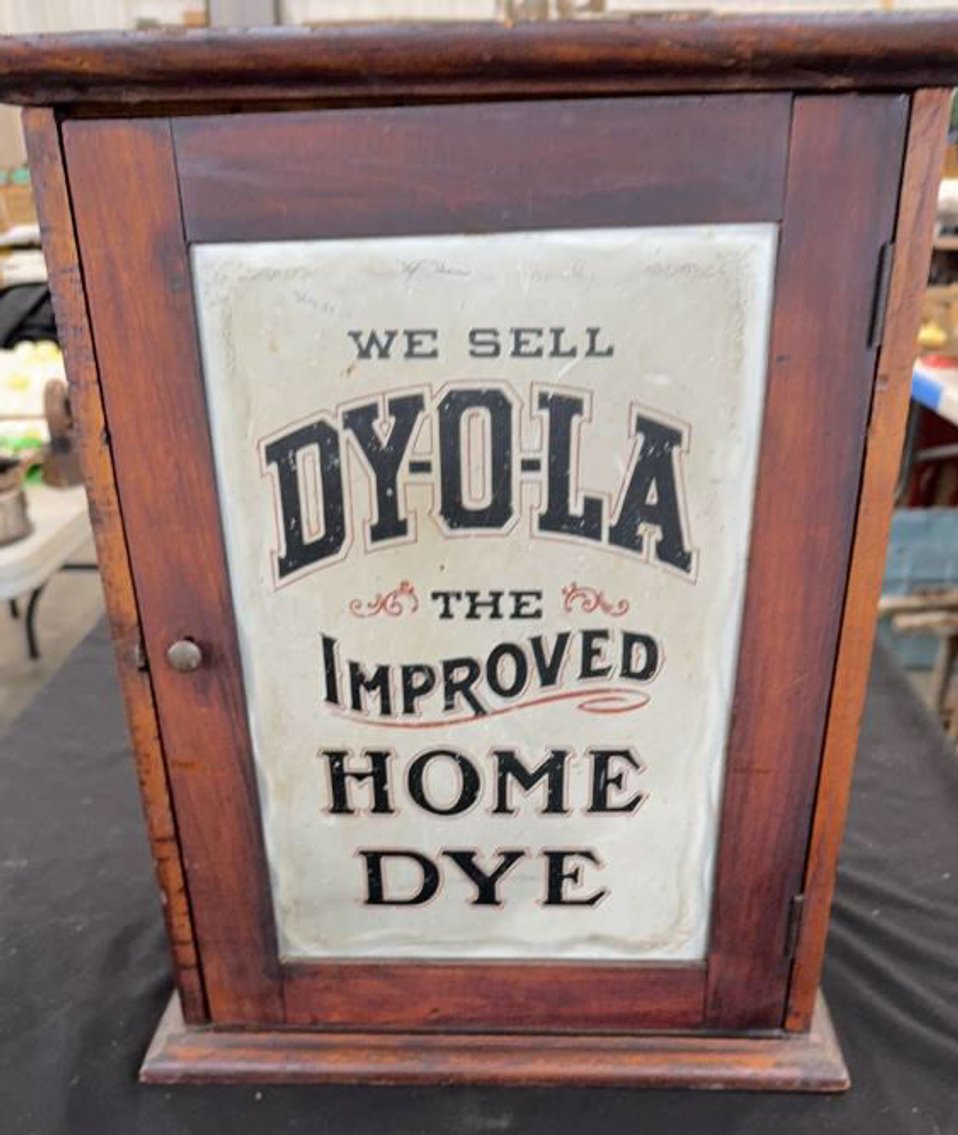 WE SELL
DY-O-LA
THE
IMPROVED
HOME
DYE